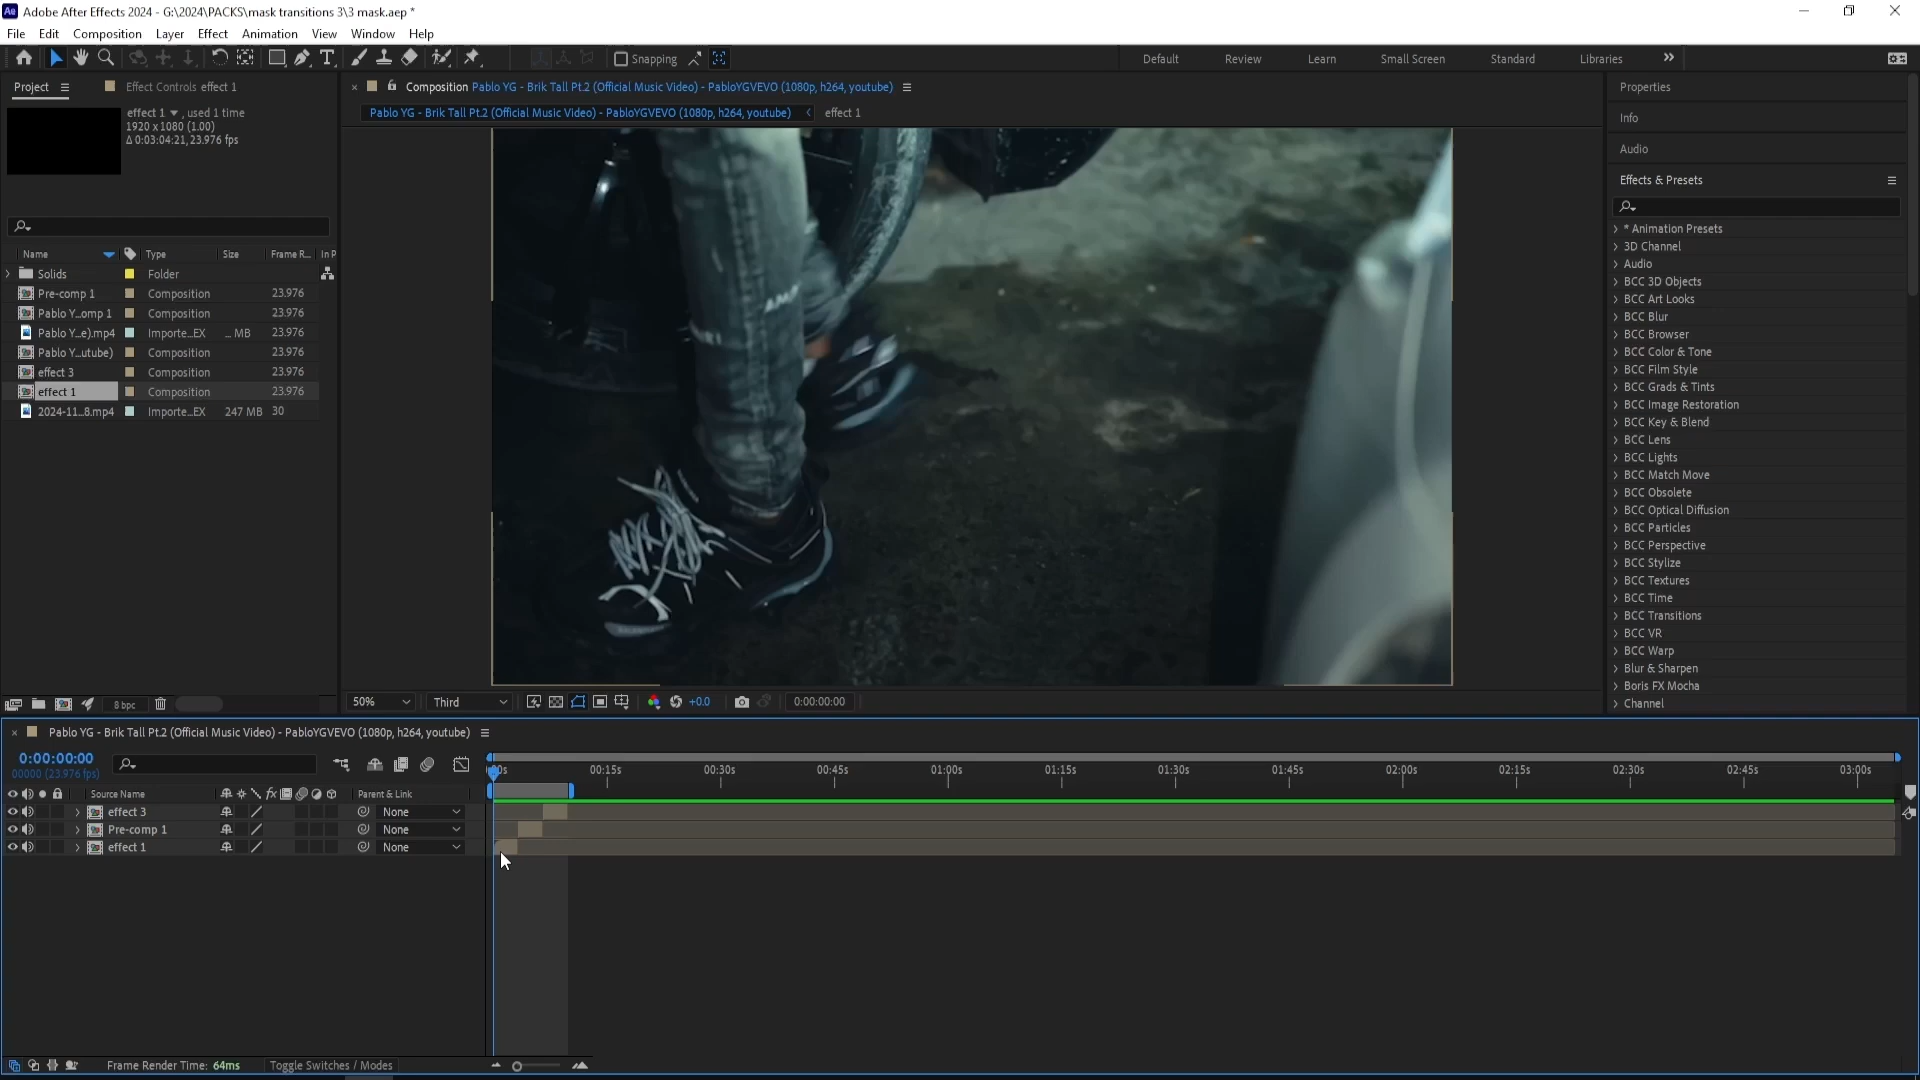 Adobe After Effects 2024 - G:\2024\PACKS\mask transitions 3\3 mask.aep *
File Edit Composition Layer Effect Animation View Window Help
Snapping
Default Review Learn Small Screen Standard Libraries
Project Effect Controls effect 1
effect 1 , used 1 time
1920 x 1080 (1.00)
Δ 0:03:04:21, 23.976 fps
Name Type Size Frame R... In P
Solids Folder
Pre-comp 1 Composition 23.976
Pablo Y...omp 1 Composition 23.976
Pablo Y...e).mp4 Importe...EX ... MB 23.976
Pablo Y...utube) Composition 23.976
effect 3 Composition 23.976
effect 1 Composition 23.976
2024-11...8.mp4 Importe...EX 247 MB 30
8 bpc
Composition Pablo YG - Brik Tall Pt.2 (Official Music Video) - PabloYGVEVO (1080p, h264, youtube)
Pablo YG - Brik Tall Pt.2 (Official Music Video) - PabloYGVEVO (1080p, h264, youtube) effect 1
50% Third +0.0 0:00:00:00
Properties
Info
Audio
Effects & Presets
* Animation Presets
3D Channel
Audio
BCC 3D Objects
BCC Art Looks
BCC Blur
BCC Browser
BCC Color & Tone
BCC Film Style
BCC Grads & Tints
BCC Image Restoration
BCC Key & Blend
BCC Lens
BCC Lights
BCC Match Move
BCC Obsolete
BCC Optical Diffusion
BCC Particles
BCC Perspective
BCC Stylize
BCC Textures
BCC Time
BCC Transitions
BCC VR
BCC Warp
Blur & Sharpen
Boris FX Mocha
Channel
Pablo YG - Brik Tall Pt.2 (Official Music Video) - PabloYGVEVO (1080p, h264, youtube)
0:00:00:00
00000 (23.976 fps)
00:15s 00:30s 00:45s 01:00s 01:15s 01:30s 01:45s 02:00s 02:15s 02:30s 02:45s 03:00s
Source Name Parent & Link
effect 3 None
Pre-comp 1 None
effect 1 None
Frame Render Time: 64ms Toggle Switches / Modes